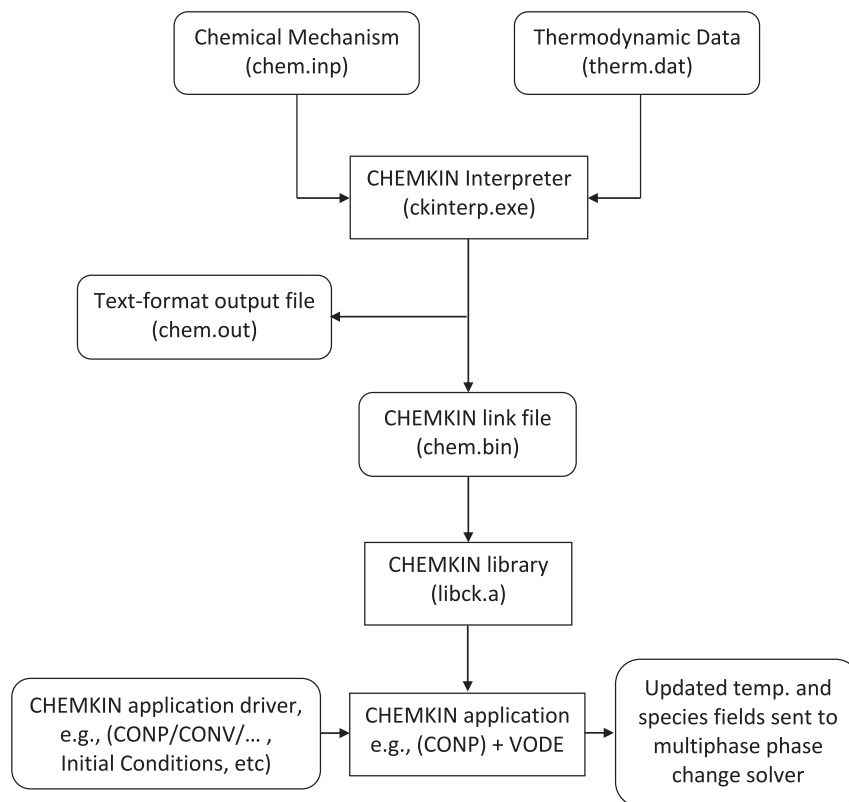 Chemical Mechanism
(chem.inp)
Thermodynamic Data
(therm.dat)
CHEMKIN Interpreter
(ckinterp.exe)
Text-format output file
(chem.out)
CHEMKIN link file
(chem.bin)
CHEMKIN library
(libck.a)
CHEMKIN application driver,
e.g., (CONP/CONV/... ,
Initial Conditions, etc)
CHEMKIN application
e.g., (CONP) + VODE
Updated temp. and
species fields sent to
multiphase phase
change solver